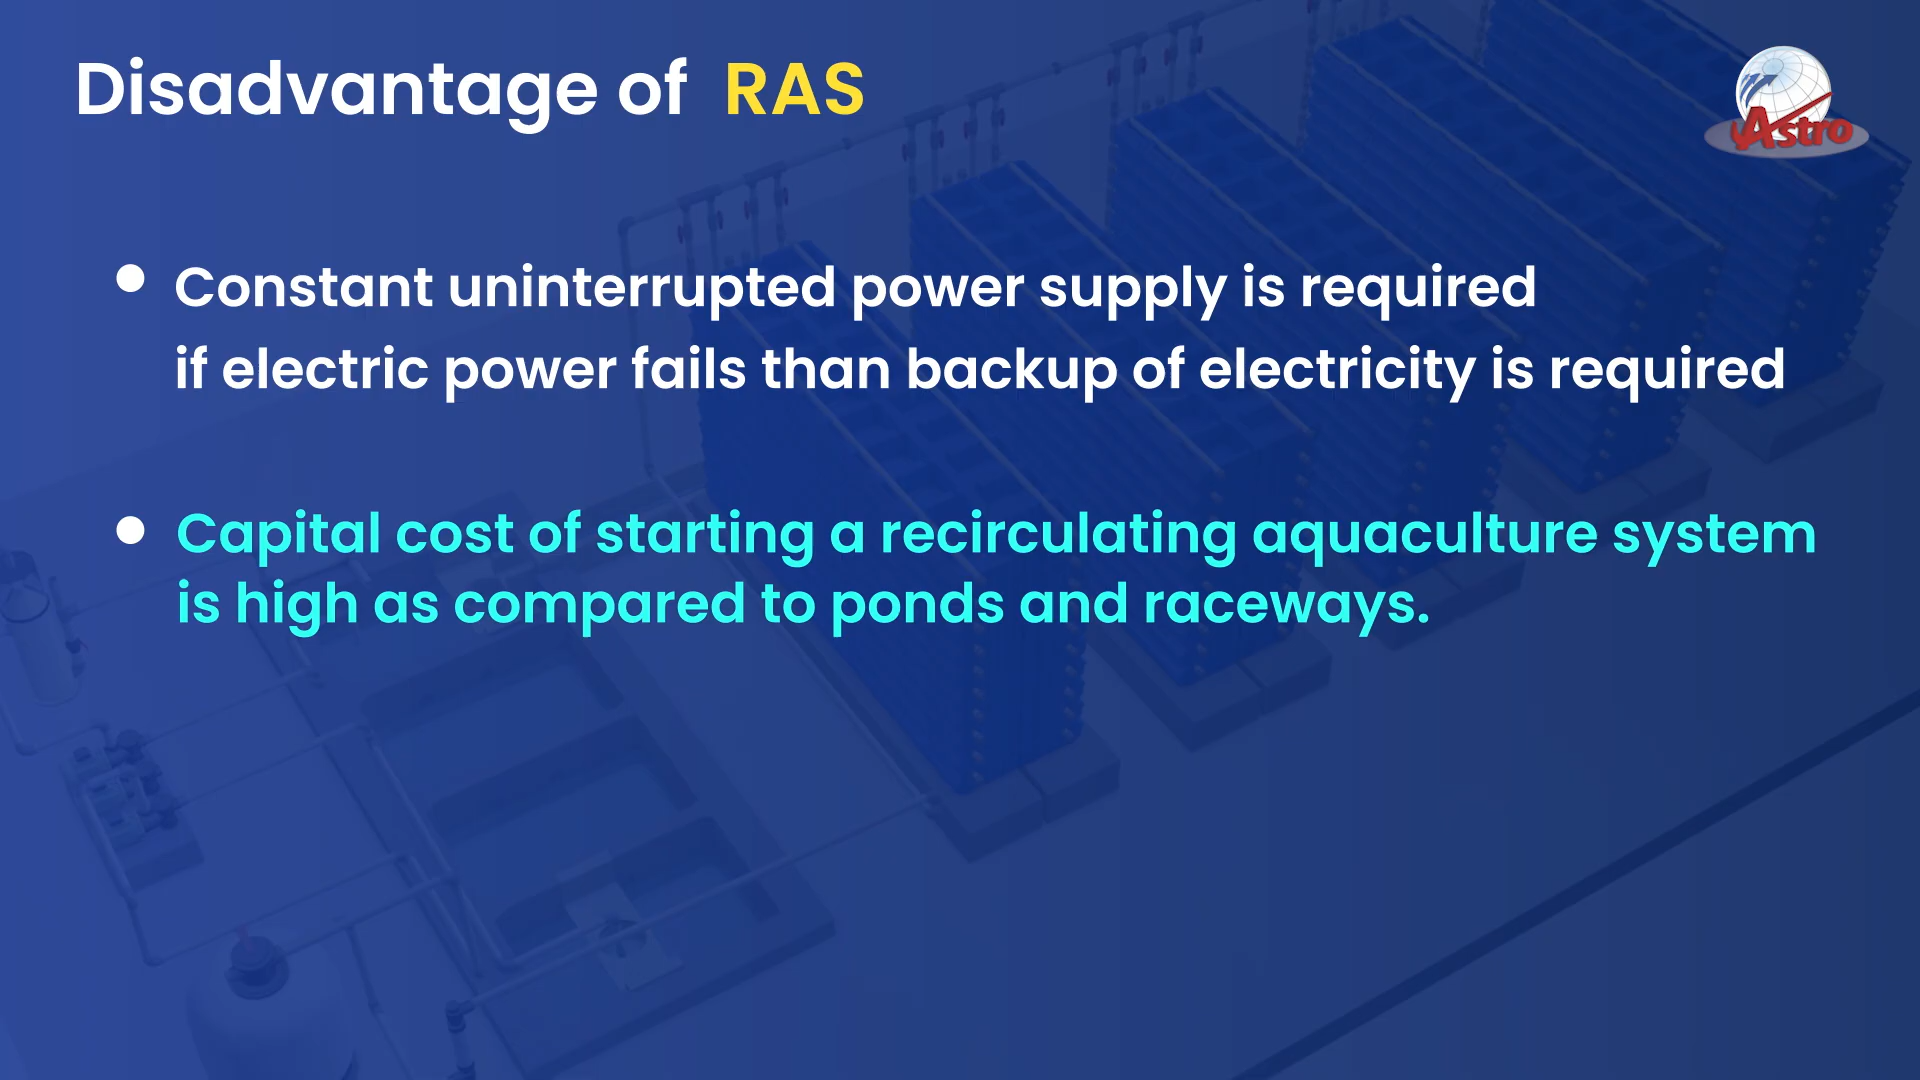 Disadvantage of RAS
Astro
Constant uninterrupted power supply is required
if electric power fails than backup of electricity is required
Capital cost of starting a recirculating aquaculture system
is high as compared to ponds and raceways.